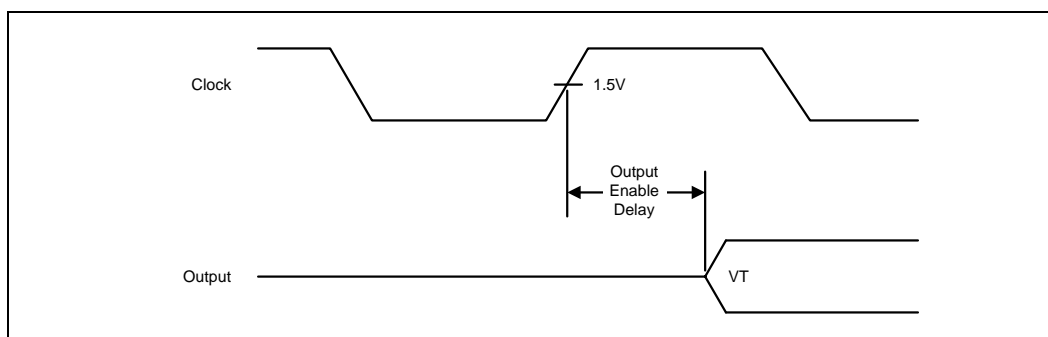 Clock
1.5V
Output
Enable
Delay
Output
VT